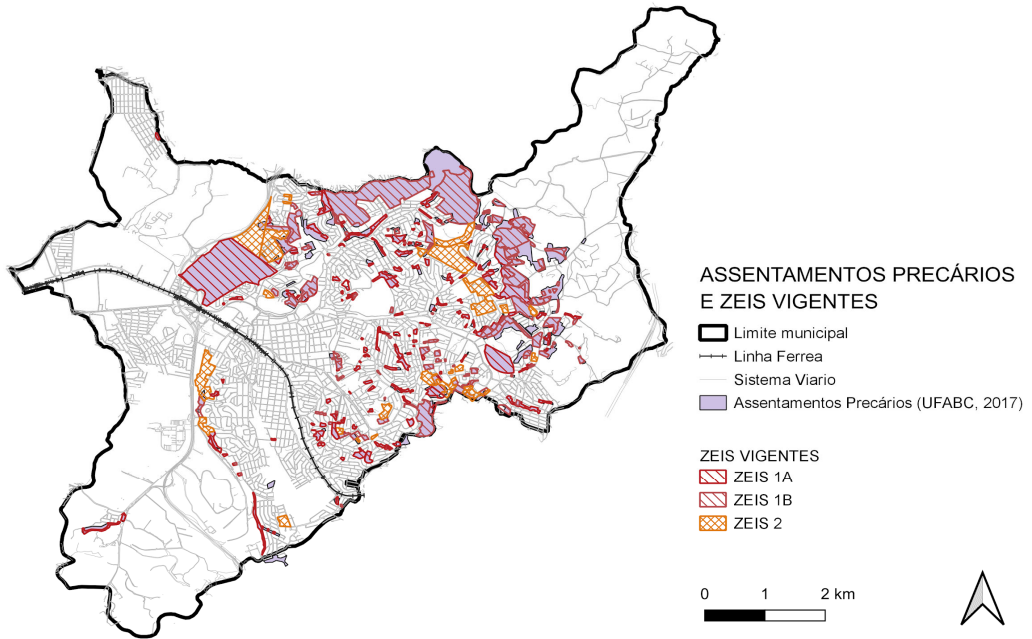 ASSENTAMENTOS PRECÁRIOS
E ZEIS VIGENTES
Limite municipal
Linha Ferrea
Sistema Viario
Assentamentos Precários (UFABC, 2017)
ZEIS VIGENTES
ZEIS 1A
ZEIS 1B
ZEIS 2
0 1 2 km